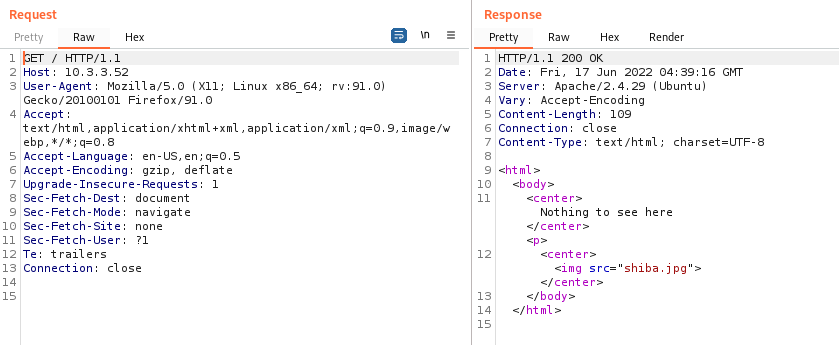 Request
Pretty Raw Hex \n ≡
1 GET / HTTP/1.1
2 Host: 10.3.3.52
3 User-Agent: Mozilla/5.0 (X11; Linux x86_64; rv:91.0)
Gecko/20100101 Firefox/91.0
4 Accept:
text/html,application/xhtml+xml,application/xml;q=0.9,image/w
ebp,*/*;q=0.8
5 Accept-Language: en-US,en;q=0.5
6 Accept-Encoding: gzip, deflate
7 Upgrade-Insecure-Requests: 1
8 Sec-Fetch-Dest: document
9 Sec-Fetch-Mode: navigate
10 Sec-Fetch-Site: none
11 Sec-Fetch-User: ?1
12 Te: trailers
13 Connection: close
14
15
Response
Pretty Raw Hex Render
1 HTTP/1.1 200 OK
2 Date: Fri, 17 Jun 2022 04:39:16 GMT
3 Server: Apache/2.4.29 (Ubuntu)
4 Vary: Accept-Encoding
5 Content-Length: 109
6 Connection: close
7 Content-Type: text/html; charset=UTF-8
8
9 <html>
10 <body>
11 <center>
Nothing to see here
</center>
<p>
12 <center>
<img src="shiba.jpg">
</center>
13 </body>
14 </html>
15